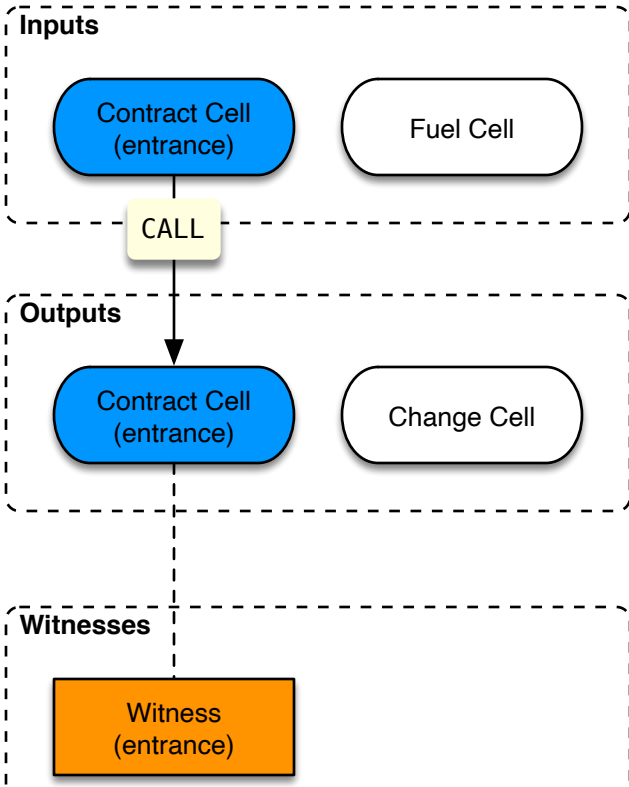 Inputs
Contract Cell
(entrance)
Fuel Cell
CALL
Outputs
Contract Cell
(entrance)
Change Cell
Witnesses
Witness
(entrance)